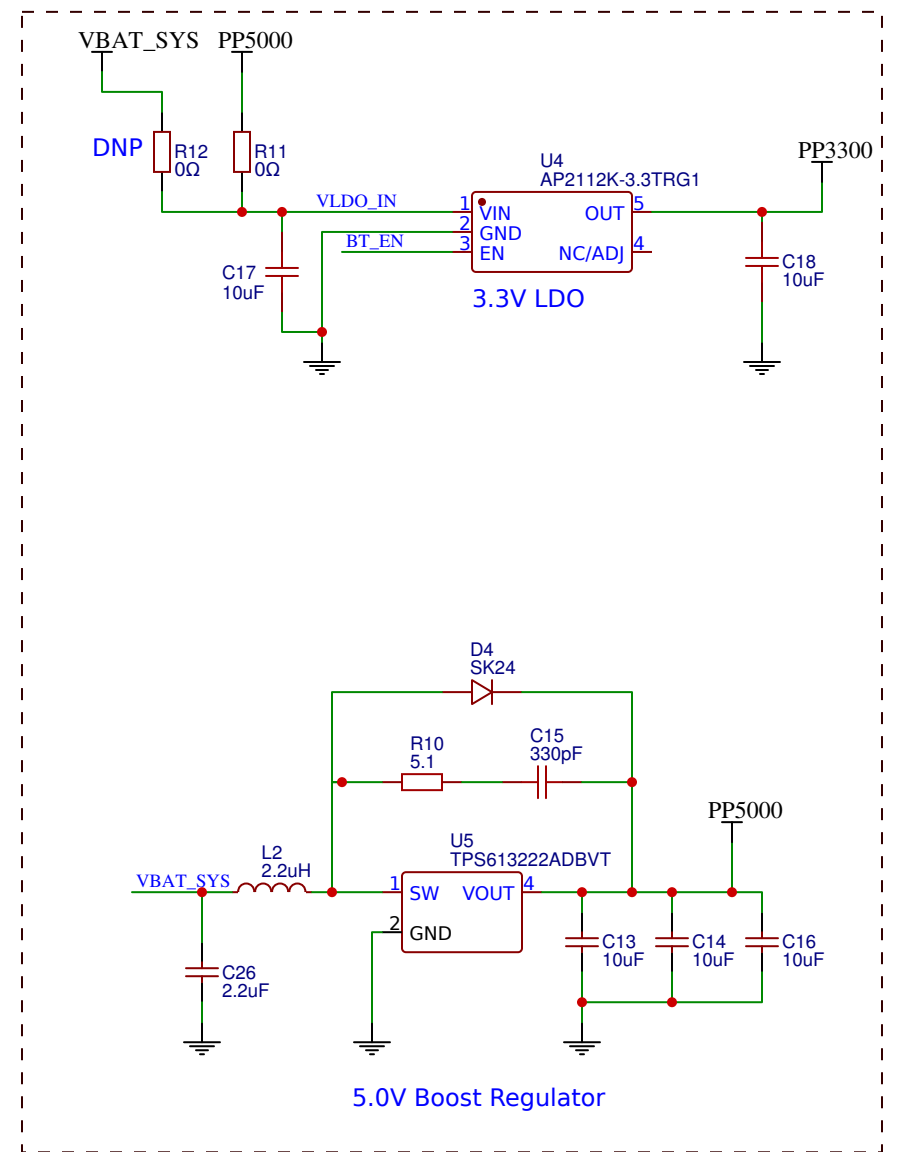 VBAT_SYS PP5000
DNP
R12
0Ω
R11
0Ω
VLDO_IN
BT_EN
C17
10uF
U4
AP2112K-3.3TRG1
1 VIN
2 GND
3 EN
OUT 5
NC/ADJ 4
3.3V LDO
PP3300
C18
10uF
D4
SK24
R10
5.1
C15
330pF
PP5000
VBAT_SYS
L2
2.2uH
U5
TPS613222ADBVT
1 SW
VOUT 4
2 GND
C26
2.2uF
C13
10uF
C14
10uF
C16
10uF
5.0V Boost Regulator